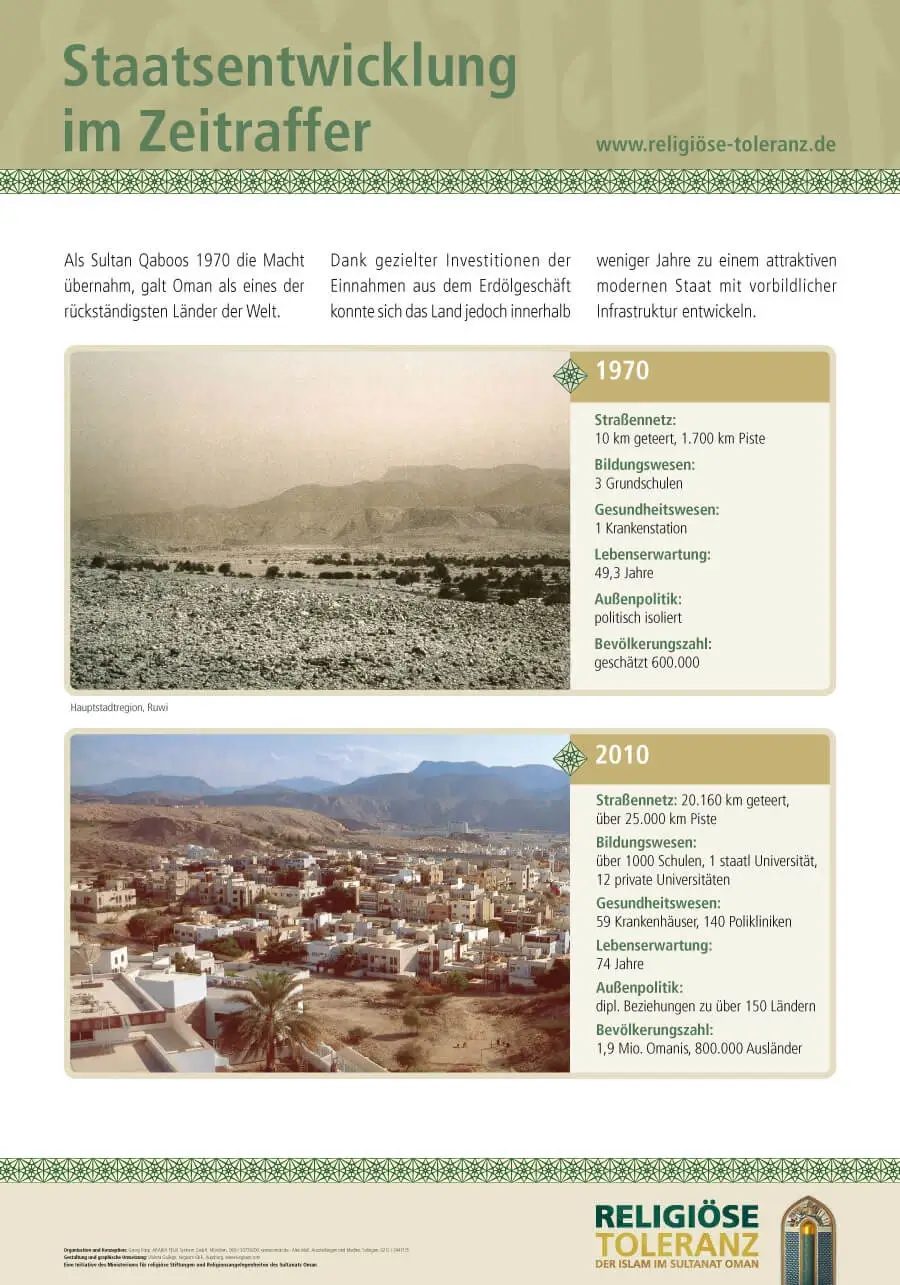 Staatsentwicklung
im Zeitraffer
www.religiöse-toleranz.de
Als Sultan Qaboos 1970 die Macht
übernahm, galt Oman als eines der
rückständigsten Länder der Welt.
Dank gezielter Investitionen der
Einnahmen aus dem Erdölgeschäft
konnte sich das Land jedoch innerhalb
weniger Jahre zu einem attraktiven
modernen Staat mit vorbildlicher
Infrastruktur entwickeln.
1970
Straßennetz:
10 km geteert, 1.700 km Piste
Bildungswesen:
3 Grundschulen
Gesundheitswesen:
1 Krankenstation
Lebenserwartung:
49,3 Jahre
Außenpolitik:
politisch isoliert
Bevölkerungszahl:
geschätzt 600.000
Hauptstadtregion, Ruwi
2010
Straßennetz: 20.160 km geteert,
über 25.000 km Piste
Bildungswesen:
über 1000 Schulen, 1 staatl Universität,
12 private Universitäten
Gesundheitswesen:
59 Krankenhäuser, 140 Polikliniken
Lebenserwartung:
74 Jahre
Außenpolitik:
dipl. Beziehungen zu über 150 Ländern
Bevölkerungszahl:
1,9 Mio. Omanis, 800.000 Ausländer
Organisation und Konzeption:
Gestaltung und grafische Umsetzung:
Eine Initiative des Ministeriums für religiöse Stiftungen und Religionsangelegenheiten des Sultanats Oman
RELIGIÖSE
TOLERANZ
DER ISLAM IM SULTANAT OMAN